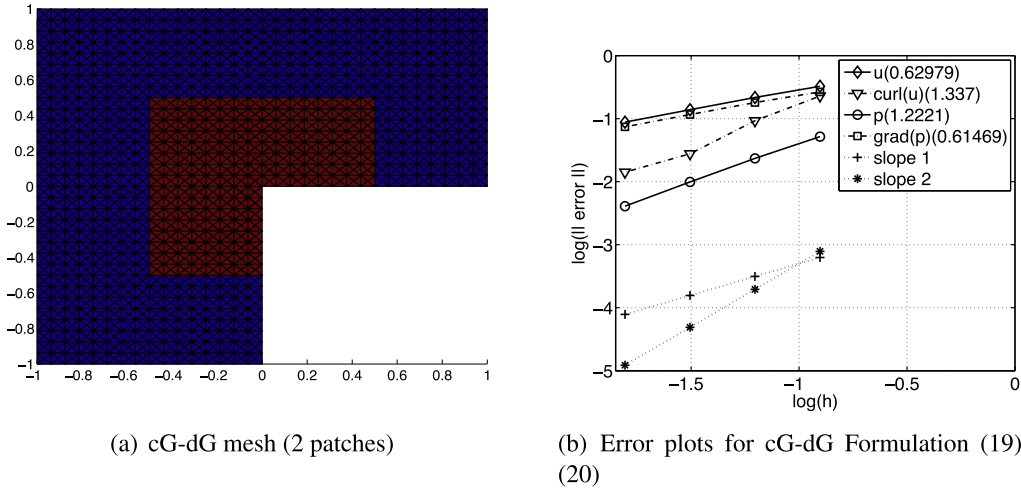 1
0.8
0.6
0.4
0.2
0
−0.2
−0.4
−0.6
−0.8
−1
−1 −0.8 −0.6 −0.4 −0.2 0 0.2 0.4 0.6 0.8 1
(a) cG-dG mesh (2 patches)
0
−1
−2
−3
−4
−5
log(|| error ||)
u(0.62979)
curl(u)(1.337)
p(1.2221)
grad(p)(0.61469)
slope 1
slope 2
−1.5 −1 −0.5 0
log(h)
(b) Error plots for cG-dG Formulation (19)
(20)